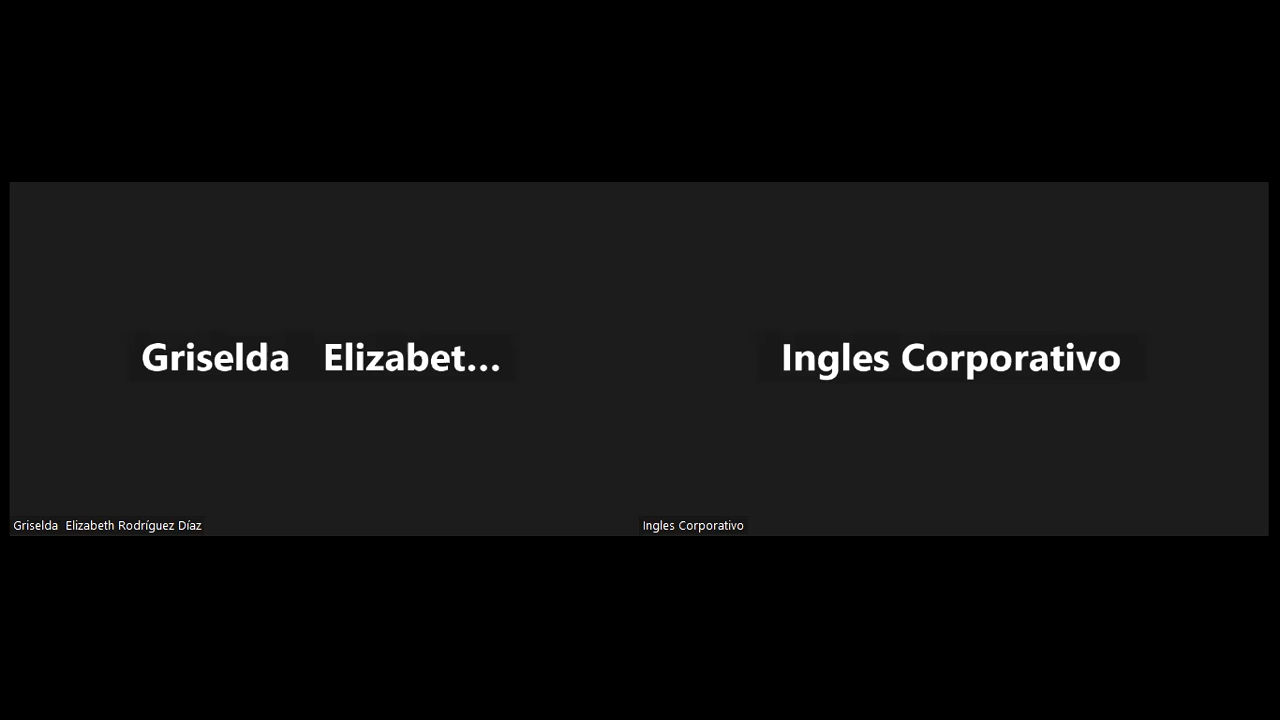 Griselda Elizabet...
Ingles Corporativo
Griselda Elizabeth Rodríguez Díaz
Ingles Corporativo